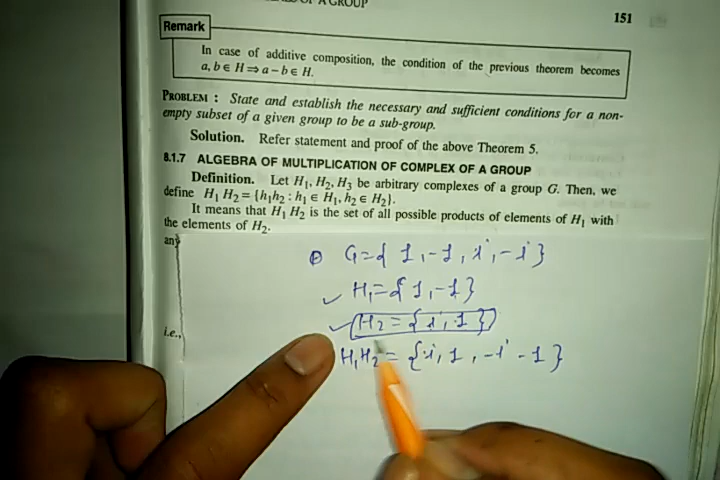 OF A GROUP
151
Remark
In case of additive composition, the condition of the previous theorem becomes
a, b ∈ H ⇒ a – b ∈ H.
PROBLEM : State and establish the necessary and sufficient conditions for a non-
empty subset of a given group to be a sub-group.
Solution. Refer statement and proof of the above Theorem 5.
8.1.7 ALGEBRA OF MULTIPLICATION OF COMPLEX OF A GROUP
Definition. Let H₁, H₂, H₃ be arbitrary complexes of a group G. Then, we
define H₁ H₂ = {h₁h₂ : h₁ ∈ H₁, h₂ ∈ H₂}.
It means that H₁ H₂ is the set of all possible products of elements of H₁ with
the elements of H₂.
any
G={ 1, -1, i, -i }
✓ H₁={ 1, -1}
✓ H₂ = { i, 1 }
i.e.,
H₁H₂ = { i, 1, -i -1 }